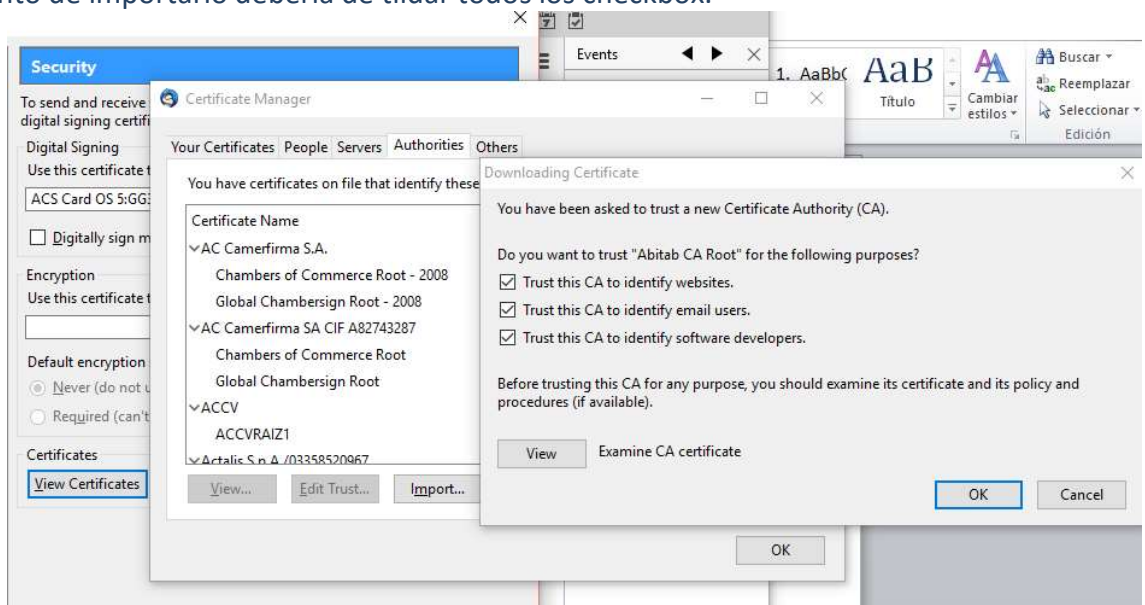 nto de importarlo debería de tildar todos los checkbox.
Security
To send and receive
digital signing certifi
Digital Signing
Use this certificate t
ACS Card OS 5:GG
Digitally sign m
Encryption
Use this certificate t
Default encryption
Never (do not u
Required (can't
Certificates
View Certificates
Certificate Manager
Your Certificates People Servers Authorities Others
You have certificates on file that identify these
Certificate Name
AC Camerfirma S.A.
Chambers of Commerce Root - 2008
Global Chambersign Root - 2008
AC Camerfirma SA CIF A82743287
Chambers of Commerce Root
Global Chambersign Root
ACCV
ACCVRAIZ1
Actalis S.p.A./03358520967
View... Edit Trust... Import...
OK
Events
7
1. AaBb(
AaB
Título
Cambiar
estilos
Buscar
Reemplazar
Seleccionar
Edición
Downloading Certificate
You have been asked to trust a new Certificate Authority (CA).
Do you want to trust "Abitab CA Root" for the following purposes?
Trust this CA to identify websites.
Trust this CA to identify email users.
Trust this CA to identify software developers.
Before trusting this CA for any purpose, you should examine its certificate and its policy and
procedures (if available).
View Examine CA certificate
OK Cancel